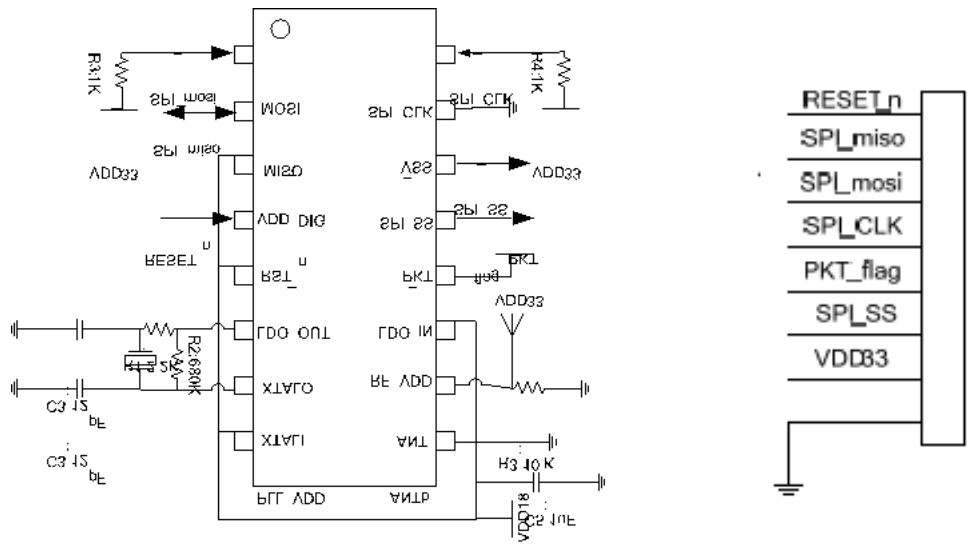 R3:1K
R4:1K
SPI_mosi
MOSI
SPI_CLK
SPI_CLK
SPI_miso
VDD33
MISO
VSS
VDD33
VDD_DIG
SPI_SS
SPI_SS
RESET_n
RST_n
PKT
flag
PKT
VDD33
LDO_OUT
LDO_IN
R2:680K
XTALO
RF_VDD
C3:12
pF
XTALI
ANT
C3:12
pF
R3:10 K
PLL_VDD
ANTb
VDD18
C5:1uF
RESET_n
SPI_miso
SPI_mosi
SPI_CLK
PKT_flag
SPI_SS
VDD33